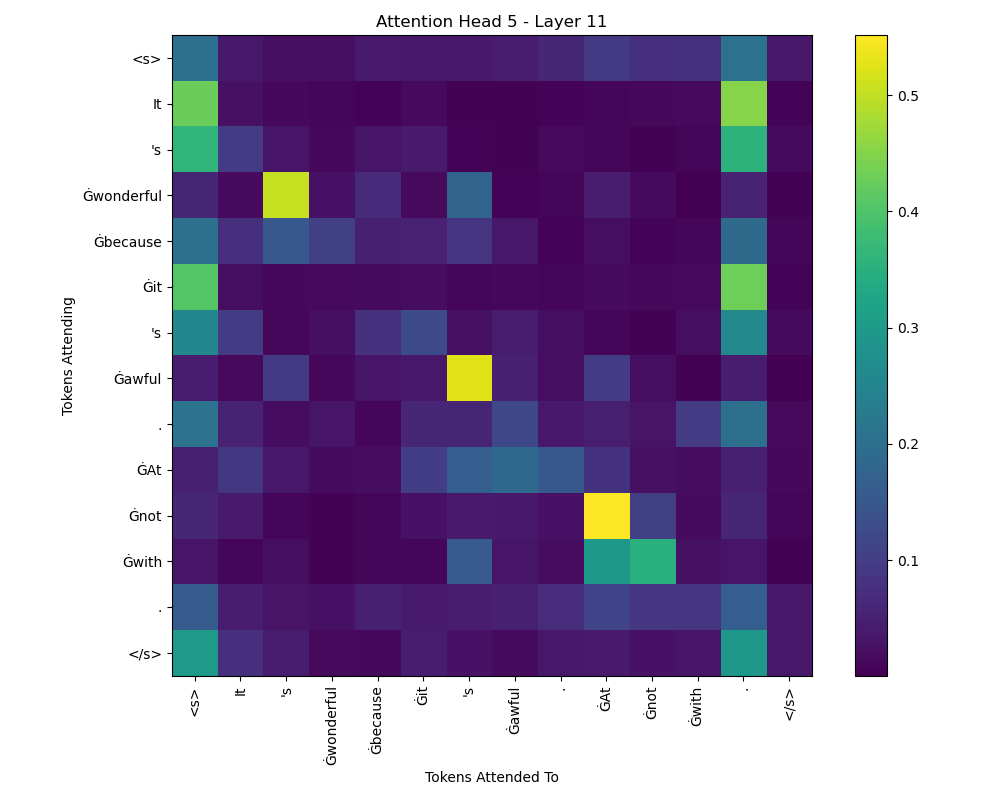 Attention Head 5 - Layer 11
Tokens Attending
<s>
It
's
Ġwonderful
Ġbecause
Ġit
's
Ġawful
.
ĠAt
Ġnot
Ġwith
.
</s>
<s>
It
's
Ġwonderful
Ġbecause
Ġit
's
Ġawful
.
ĠAt
Ġnot
Ġwith
.
</s>
Tokens Attended To
0.5
0.4
0.3
0.2
0.1